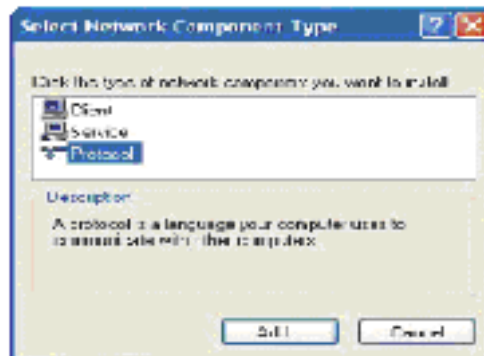 Select Network Component Type
Click the type of network component you want to install
Client
Service
Protocol
Description
A protocol is a language your computer uses to
communicate with other computers
Add
Cancel